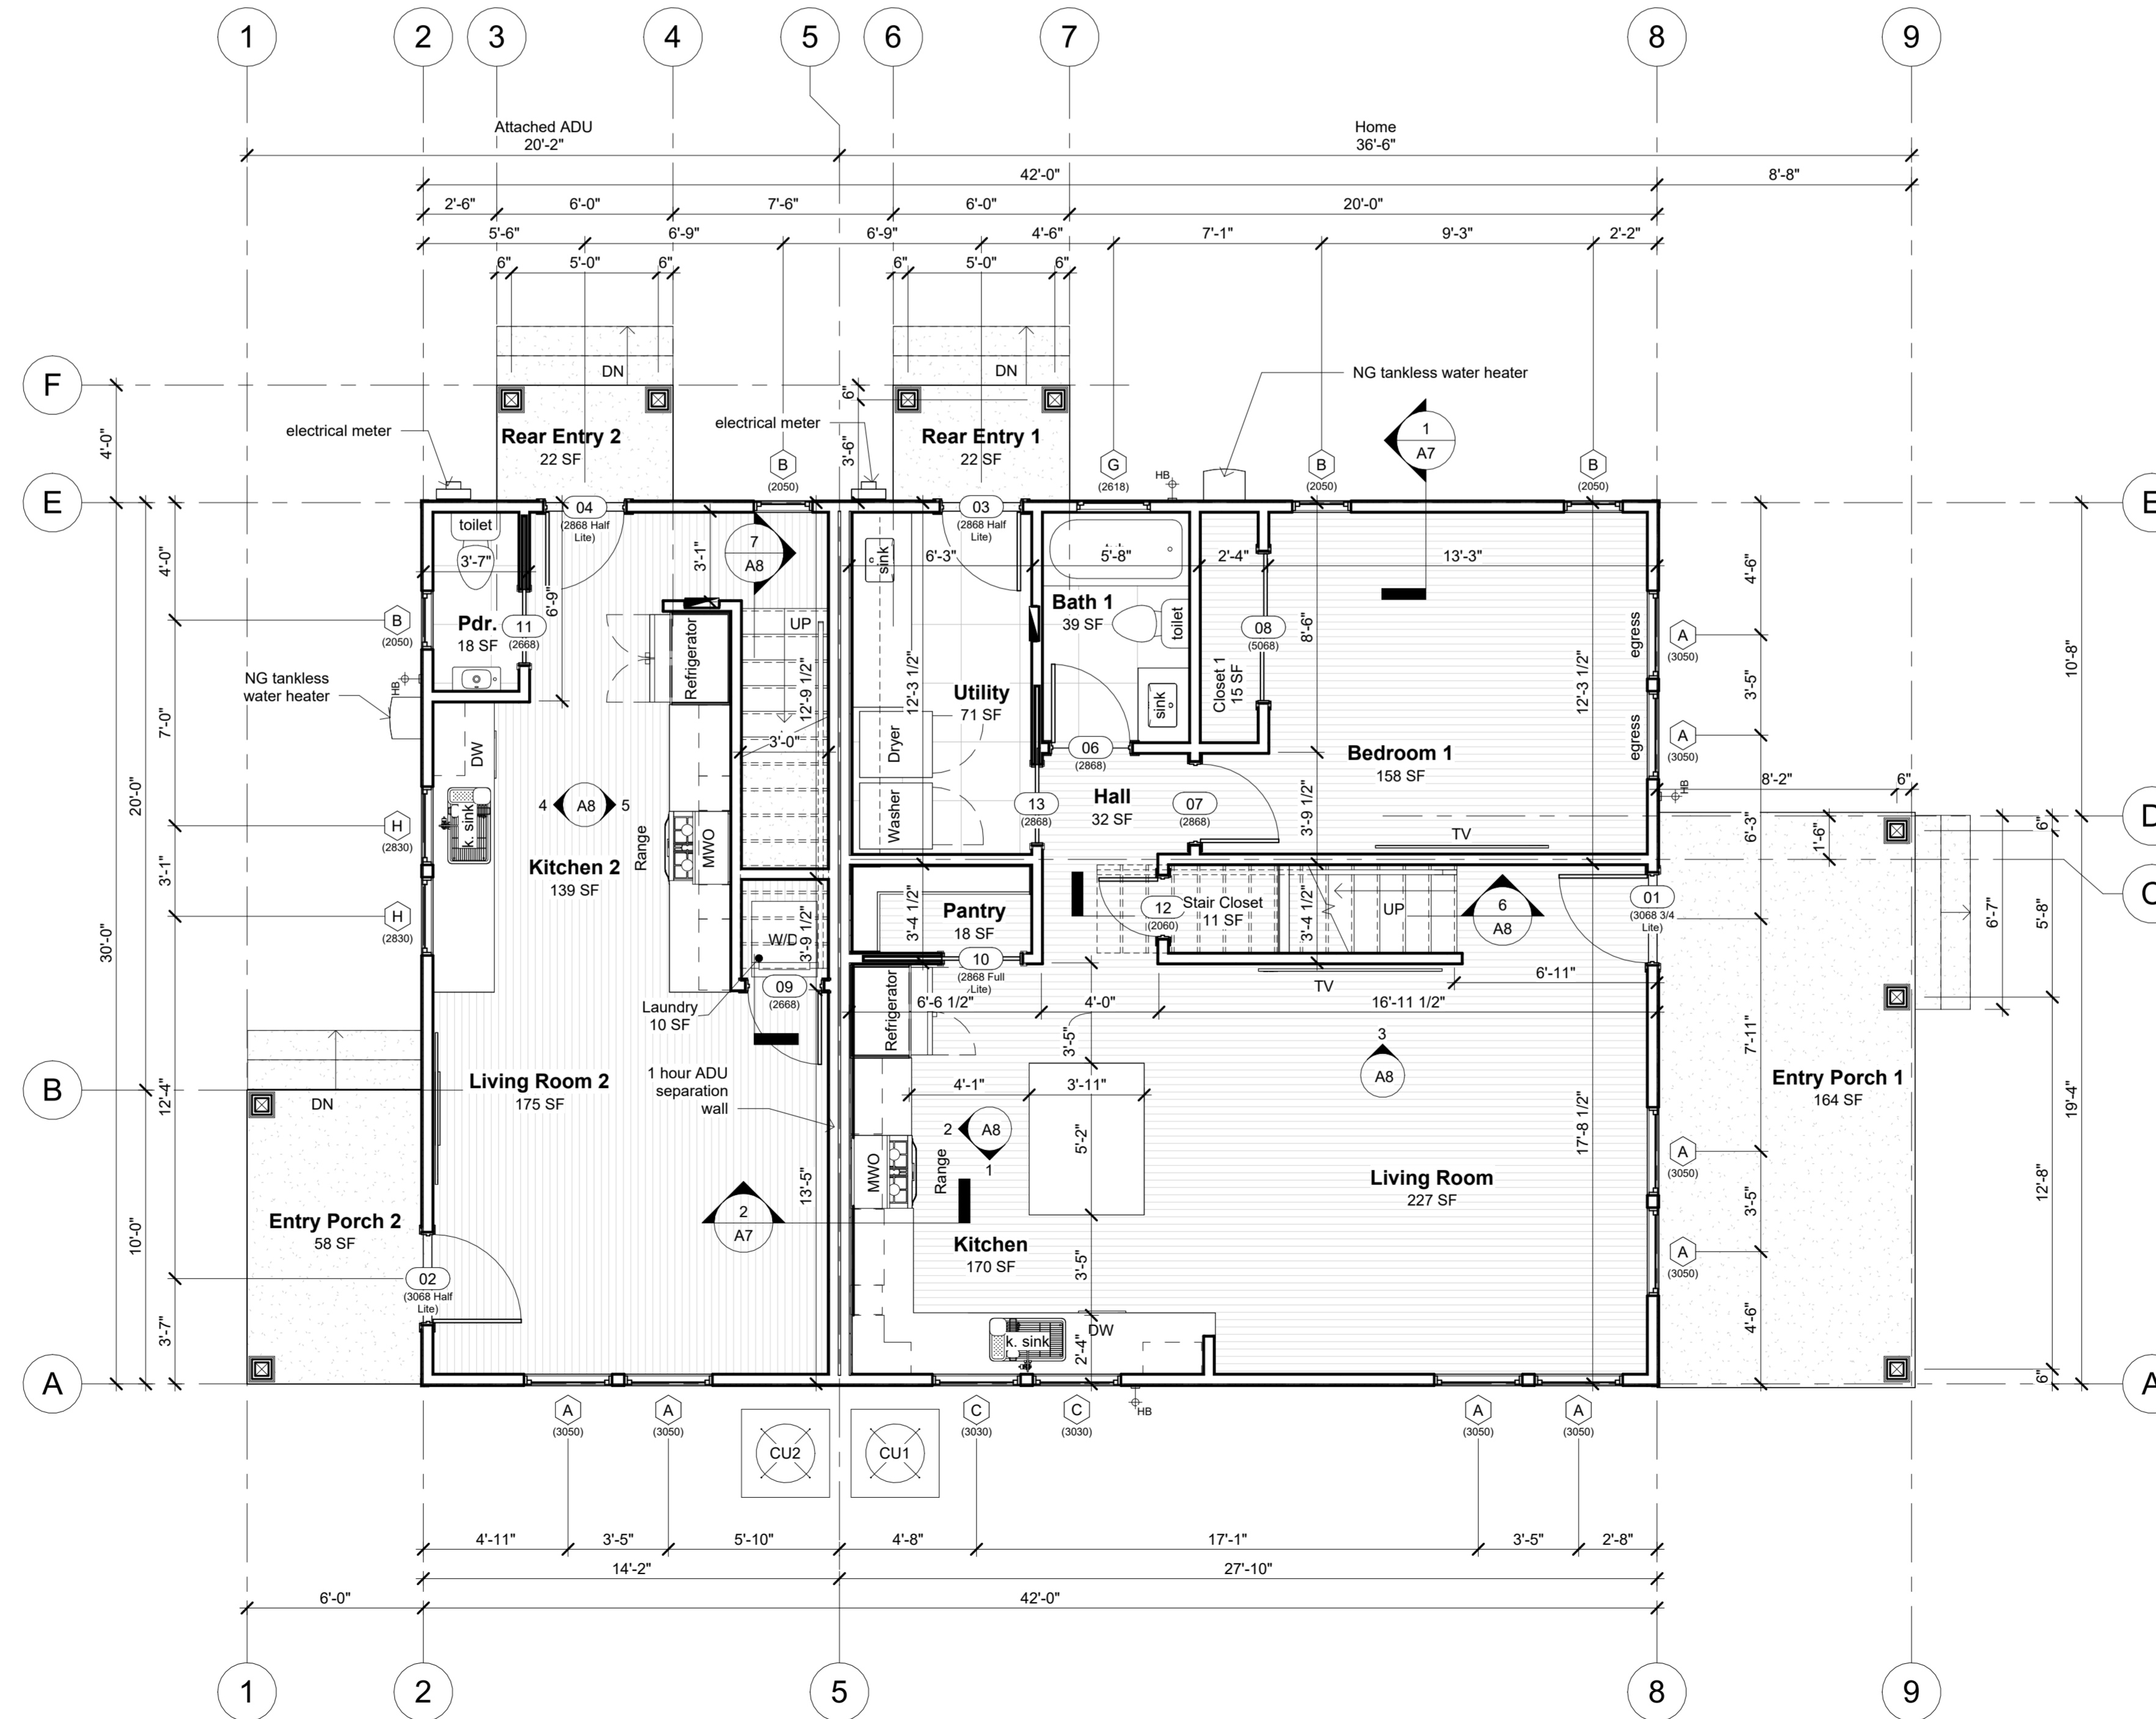 1
2
3
4
5
6
7
8
9
Attached ADU
20'-2"
Home
36'-6"
42'-0"
8'-8"
2'-6"
6'-0"
7'-6"
6'-0"
20'-0"
5'-6"
6'-9"
6'-9"
4'-6"
7'-1"
9'-3"
2'-2"
6"
5'-0"
6"
6"
5'-0"
6"
DN
DN
NG tankless water heater
F
6"
4'-0"
3'-6"
electrical meter
electrical meter
Rear Entry 2
22 SF
Rear Entry 1
22 SF
1
A7
B
(2050)
G
(2618)
HB
B
(2050)
B
(2050)
E
E
04
(2868 Half
Lite)
03
(2868 Half
Lite)
toilet
3'-7"
3'-1"
7
A8
sink
6'-3"
5'-8"
2'-4"
13'-3"
4'-0"
6'-9"
4'-6"
B
(2050)
Pdr.
18 SF
11
(2668)
UP
Bath 1
39 SF
toilet
08
(5068)
8'-6"
egress
A
(3050)
10'-8"
Refrigerator
12'-9 1/2"
12'-3 1/2"
Closet 1
15 SF
12'-3 1/2"
NG tankless
water heater
HB
Utility
71 SF
sink
3'-5"
7'-0"
3'-0"
Dryer
06
(2868)
Bedroom 1
158 SF
egress
A
(3050)
DW
20'-0"
8'-2"
6"
HB
4
A8
5
Washer
13
(2868)
Hall
32 SF
07
(2868)
3'-9 1/2"
TV
6'-3"
1'-6"
6"
D
H
(2830)
k. sink
Range
MWO
Kitchen 2
139 SF
3'-1"
C
30'-0"
H
(2830)
W/D
3'-9 1/2"
3'-4 1/2"
Pantry
18 SF
12
(2060)
Stair Closet
11 SF
3'-4 1/2"
UP
6
A8
01
(3068 3/4
Lite)
6'-7"
5'-8"
10
(2868 Full
Lite)
09
(2668)
TV
6'-11"
Laundry
10 SF
Refrigerator
6'-6 1/2"
4'-0"
16'-11 1/2"
3'-5"
3
A8
7'-11"
B
12'-4"
DN
Living Room 2
175 SF
1 hour ADU
separation
wall
4'-1"
3'-11"
Entry Porch 1
164 SF
19'-4"
2
A8
1
5'-2"
17'-8 1/2"
A
(3050)
MWO
Range
13'-5"
Living Room
227 SF
12'-8"
3'-5"
Entry Porch 2
58 SF
2
A7
10'-0"
Kitchen
170 SF
3'-5"
A
(3050)
02
(3068 Half
Lite)
3'-7"
k. sink
DW
2'-4"
4'-6"
6"
A
A
HB
A
(3050)
A
(3050)
C
(3030)
C
(3030)
A
(3050)
A
(3050)
CU2
CU1
4'-11"
3'-5"
5'-10"
4'-8"
17'-1"
3'-5"
2'-8"
14'-2"
27'-10"
6'-0"
42'-0"
1
2
5
8
9